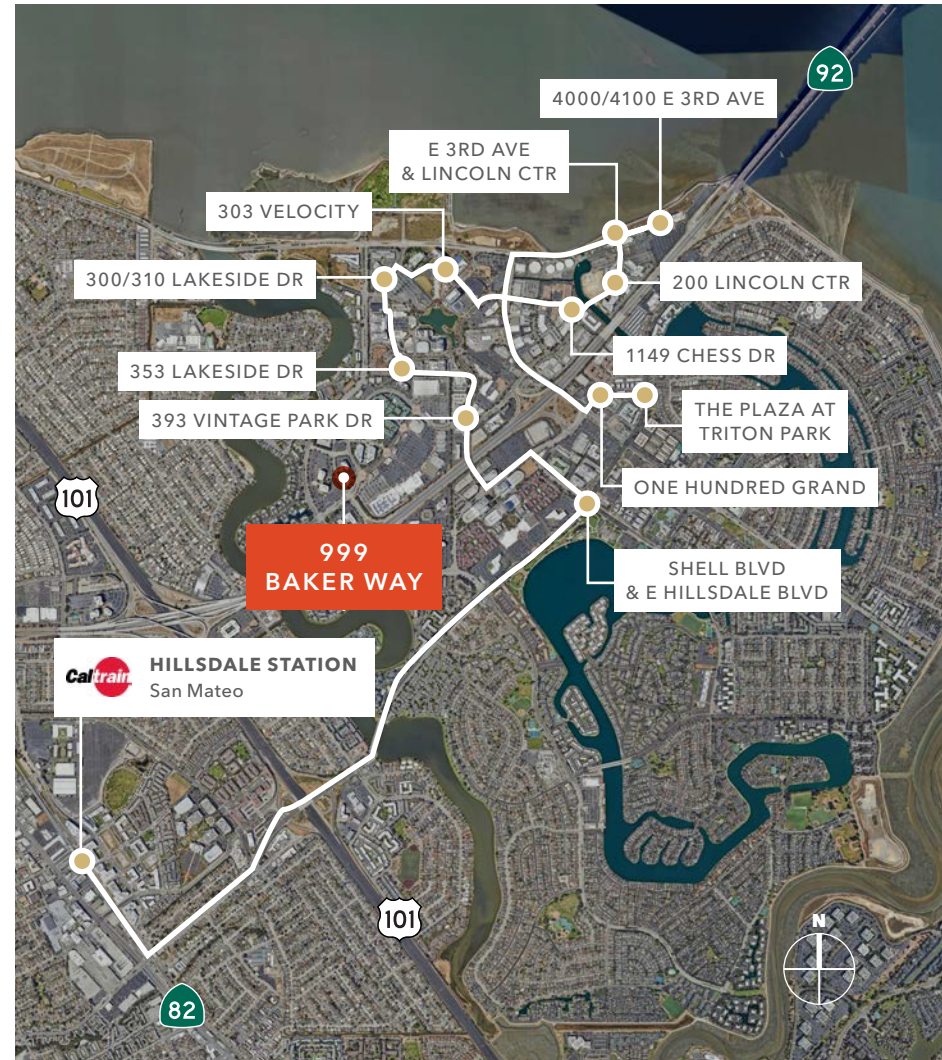 92
4000/4100 E 3RD AVE
E 3RD AVE
& LINCOLN CTR
303 VELOCITY
300/310 LAKESIDE DR
200 LINCOLN CTR
1149 CHESS DR
353 LAKESIDE DR
393 VINTAGE PARK DR
THE PLAZA AT
TRITON PARK
101
ONE HUNDRED GRAND
999
BAKER WAY
SHELL BLVD
& E HILLSDALE BLVD
Caltrain
HILLSDALE STATION
San Mateo
101
N
82